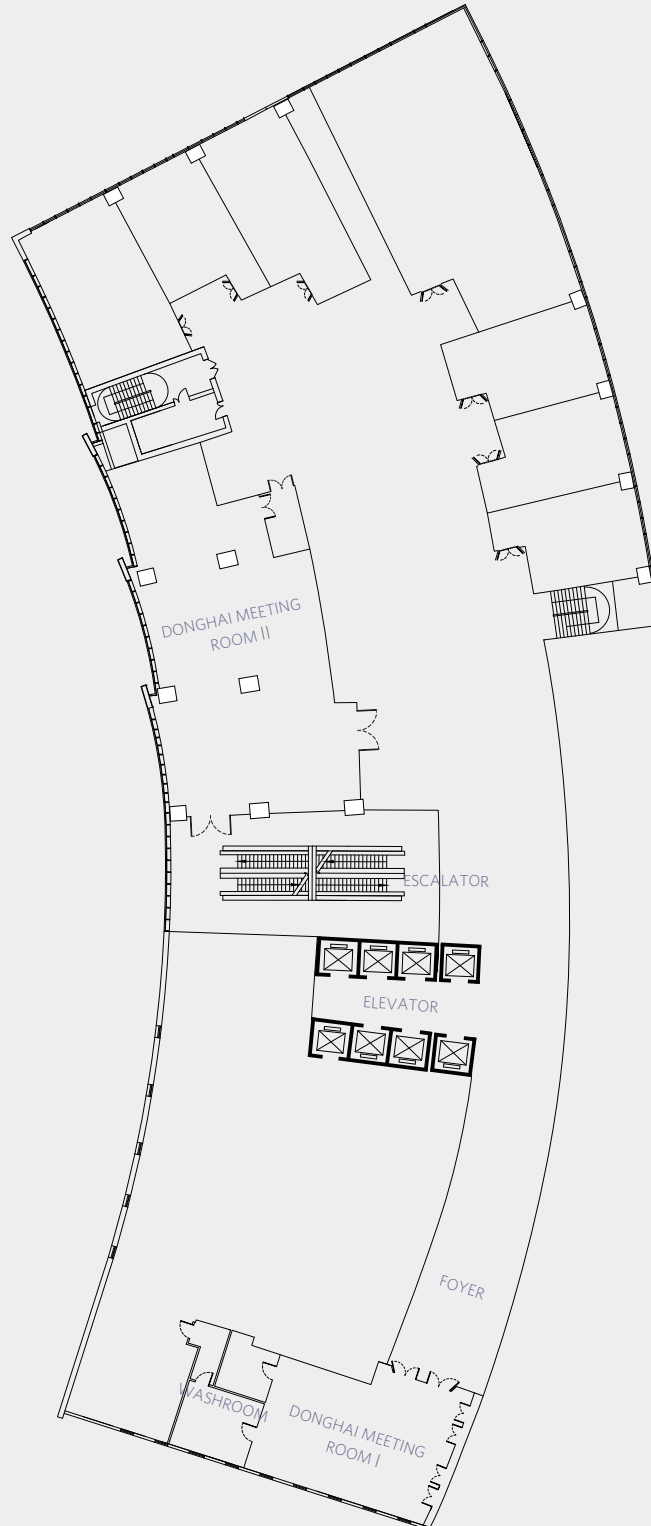 DONGHAI MEETING
ROOM II
ESCALATOR
ELEVATOR
FOYER
WASHROOM
DONGHAI MEETING
ROOM I